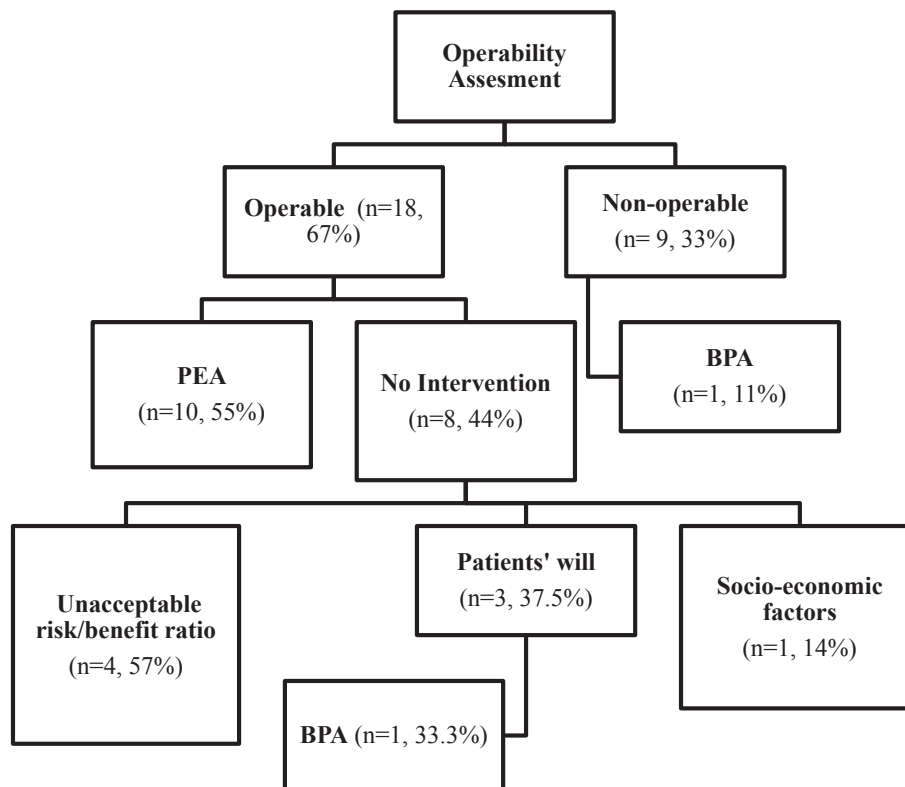 Operability
Assesment
Operable (n=18,
67%)
Non-operable
(n= 9, 33%)
PEA
(n=10, 55%)
No Intervention
(n=8, 44%)
BPA
(n=1, 11%)
Unacceptable
risk/benefit ratio
(n=4, 57%)
Patients' will
(n=3, 37.5%)
Socio-economic
factors
(n=1, 14%)
BPA (n=1, 33.3%)